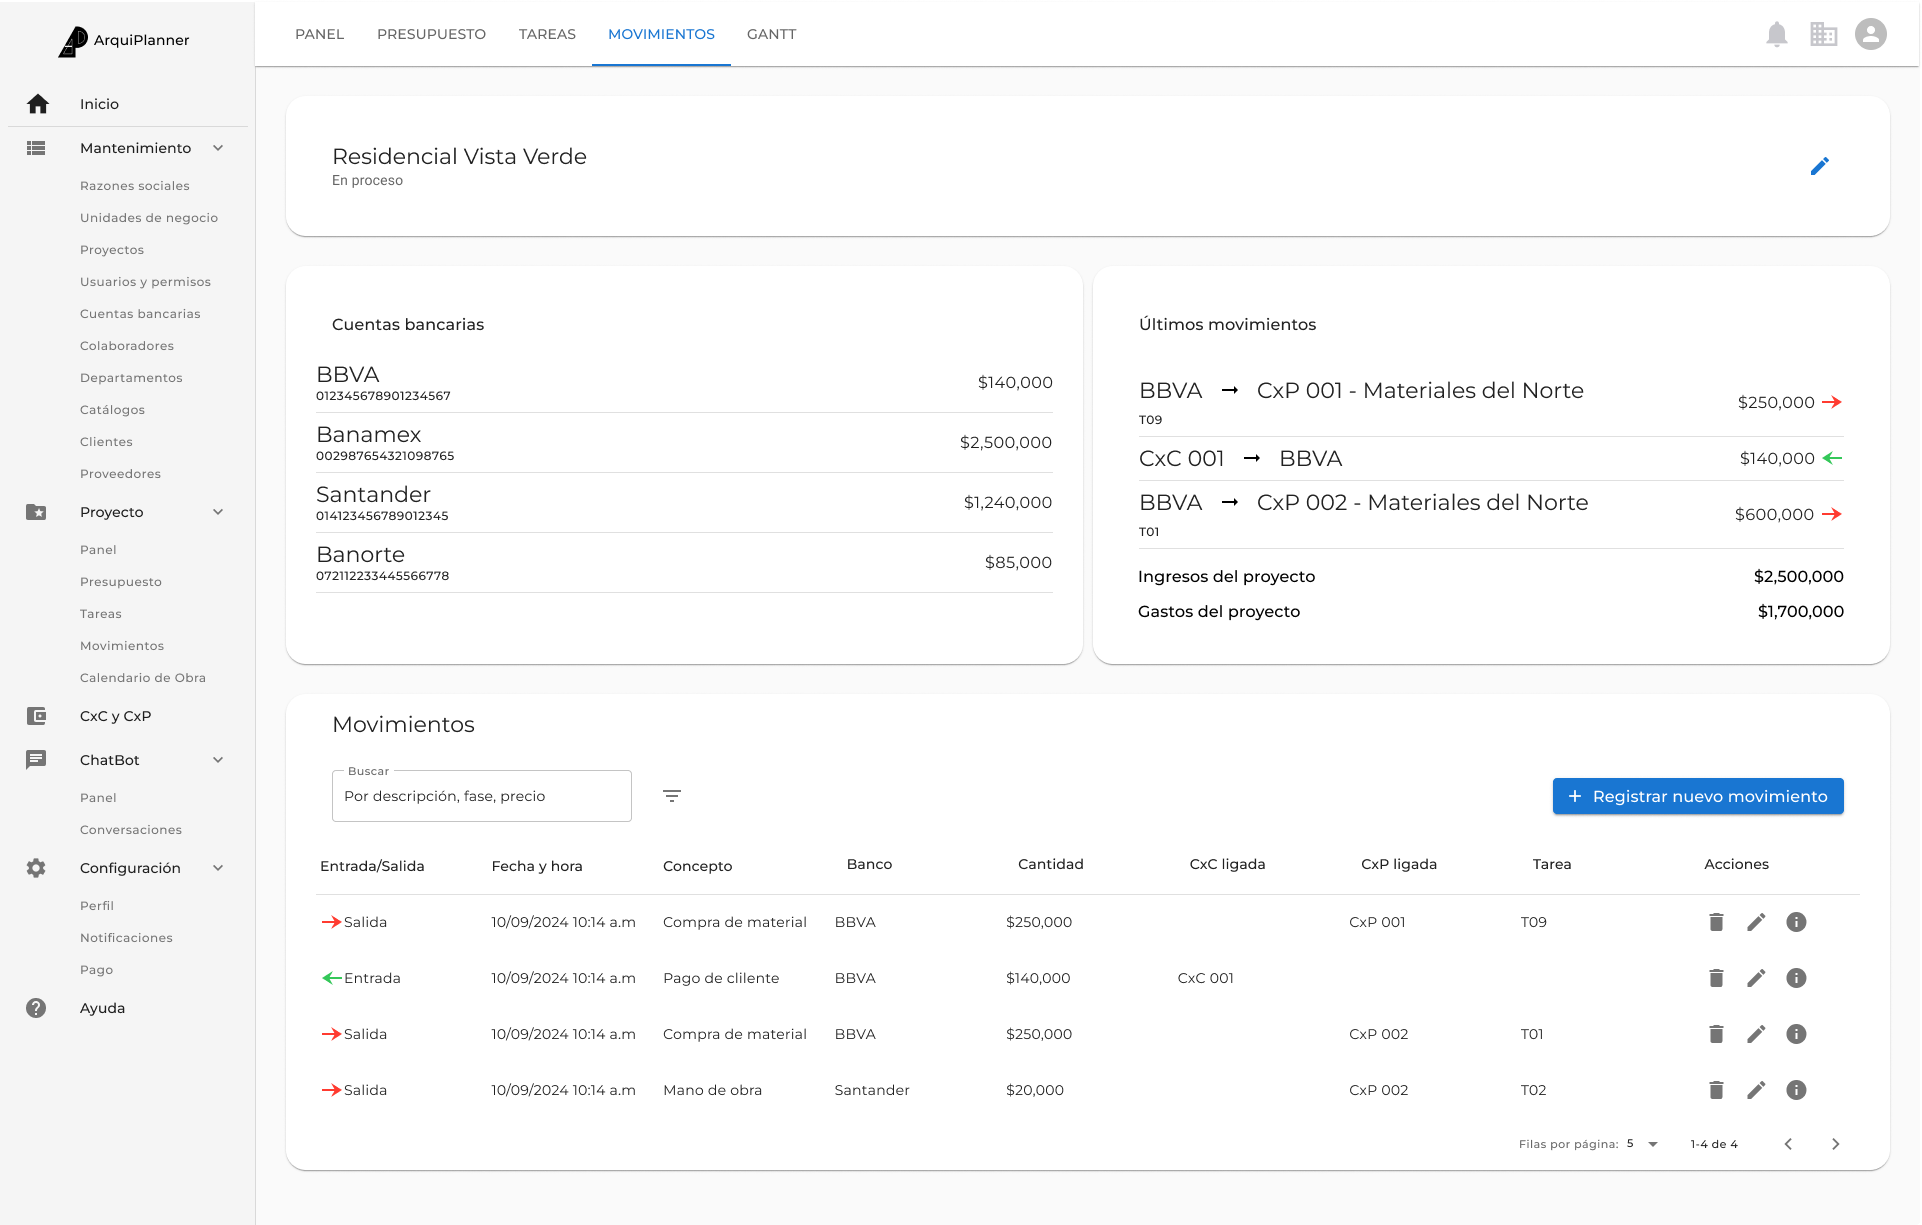 ArquiPlanner
Inicio
Mantenimiento
Razones sociales
Unidades de negocio
Proyectos
Usuarios y permisos
Cuentas bancarias
Colaboradores
Departamentos
Catálogos
Clientes
Proveedores
Proyecto
Panel
Presupuesto
Tareas
Movimientos
Calendario de Obra
CxC y CxP
ChatBot
Panel
Conversaciones
Configuración
Perfil
Notificaciones
Pago
Ayuda
PANEL PRESUPUESTO TAREAS MOVIMIENTOS GANTT
Residencial Vista Verde
En proceso
Cuentas bancarias
BBVA $140,000
012345678901234567
Banamex $2,500,000
002987654321098765
Santander $1,240,000
014123456789012345
Banorte $85,000
072112233445566778
Últimos movimientos
BBVA → CxP 001 - Materiales del Norte $250,000
T09
CxC 001 → BBVA $140,000
BBVA → CxP 002 - Materiales del Norte $600,000
T01
Ingresos del proyecto $2,500,000
Gastos del proyecto $1,700,000
Movimientos
Buscar
Por descripción, fase, precio
+ Registrar nuevo movimiento
Entrada/Salida Fecha y hora Concepto Banco Cantidad CxC ligada CxP ligada Tarea Acciones
Salida 10/09/2024 10:14 a.m Compra de material BBVA $250,000 CxP 001 T09
Entrada 10/09/2024 10:14 a.m Pago de clilente BBVA $140,000 CxC 001
Salida 10/09/2024 10:14 a.m Compra de material BBVA $250,000 CxP 002 T01
Salida 10/09/2024 10:14 a.m Mano de obra Santander $20,000 CxP 002 T02
Filas por página: 5 1-4 de 4